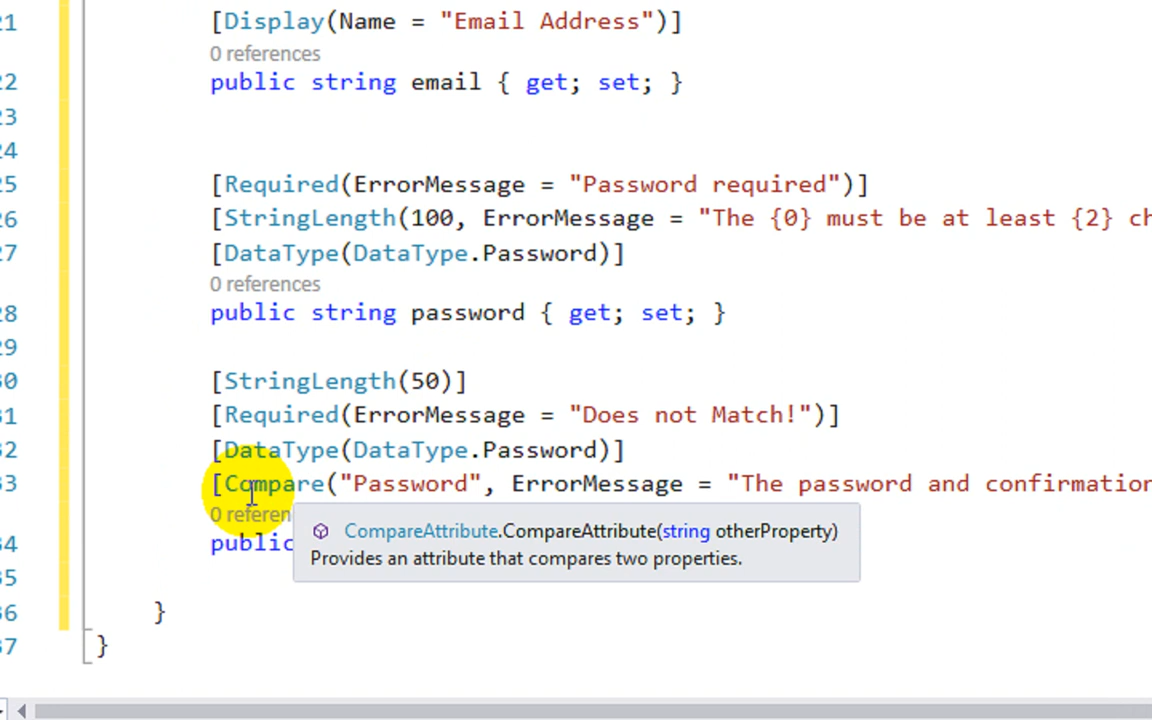 21 [Display(Name = "Email Address")]
0 references
22 public string email { get; set; }
23
24
25 [Required(ErrorMessage = "Password required")]
26 [StringLength(100, ErrorMessage = "The {0} must be at least {2} ch
27 [DataType(DataType.Password)]
0 references
28 public string password { get; set; }
29
30 [StringLength(50)]
31 [Required(ErrorMessage = "Does not Match!")]
32 [DataType(DataType.Password)]
33 [Compare("Password", ErrorMessage = "The password and confirmation
0 referen
CompareAttribute.CompareAttribute(string otherProperty)
Provides an attribute that compares two properties.
34 public
35
36 }
37 }